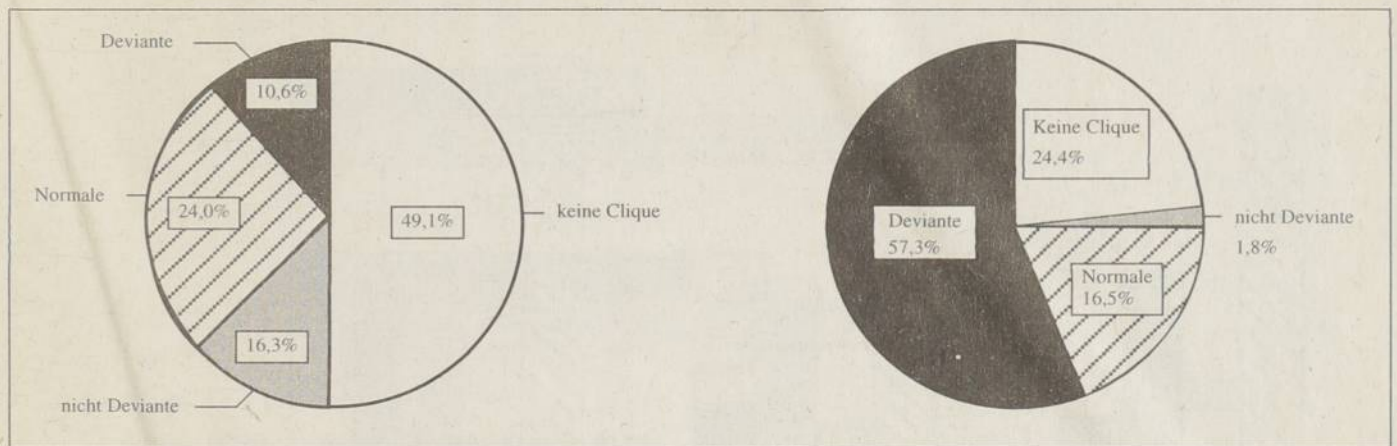 Deviante
10,6%
Normale
24,0%
49,1%
keine Clique
16,3%
nicht Deviante
Keine Clique
24,4%
Deviante
57,3%
nicht Deviante
1,8%
Normale
16,5%